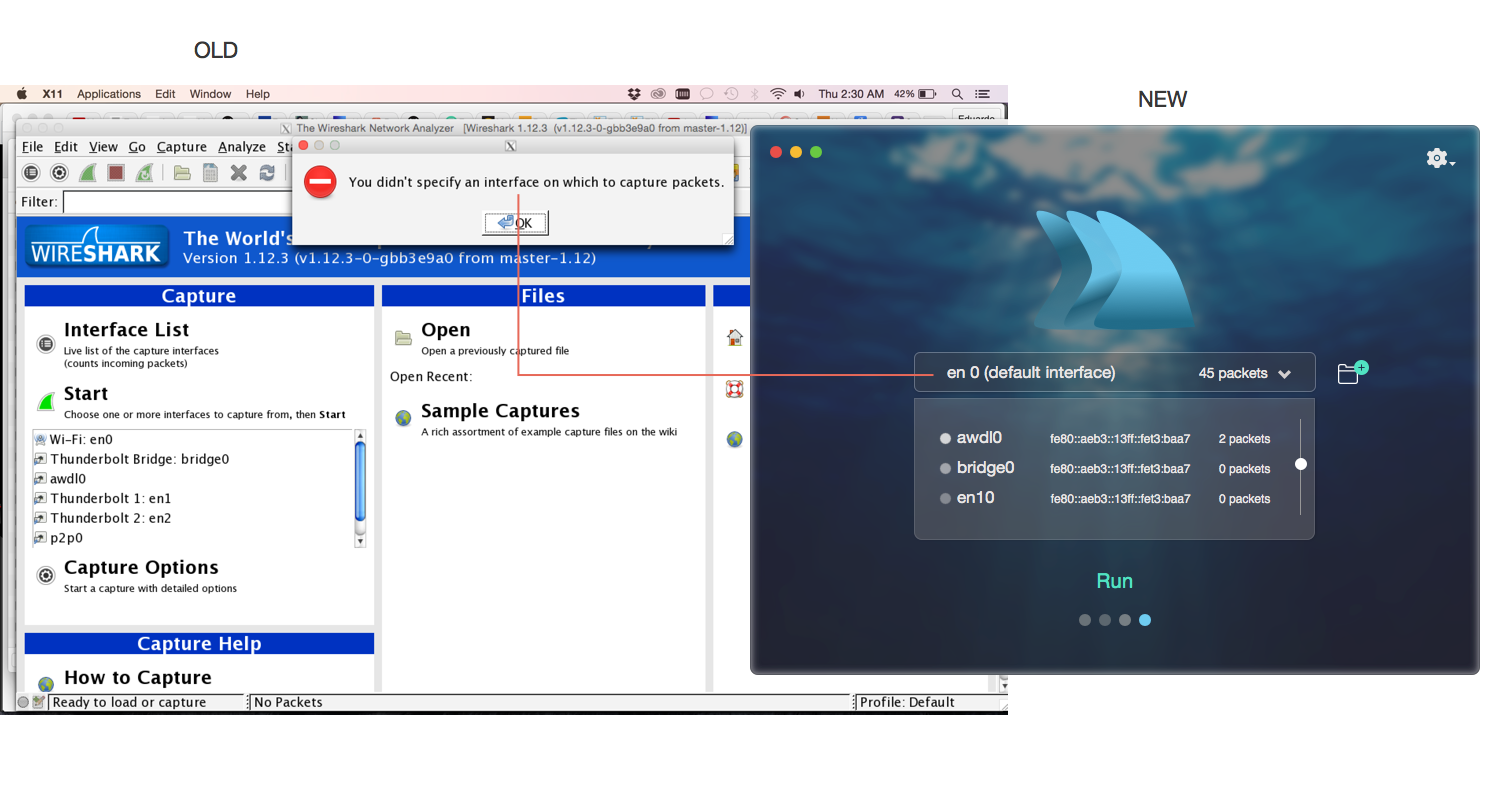 OLD
NEW
X11 Applications Edit Window Help
Thu 2:30 AM 42%
Eduardo
The Wireshark Network Analyzer [Wireshark 1.12.3 (v1.12.3-0-gbb3e9a0 from master-1.12)]
File Edit View Go Capture Analyze
You didn't specify an interface on which to capture packets.
OK
Filter:
WIRESHARK
The World's
Version 1.12.3 (v1.12.3-0-gbb3e9a0 from master-1.12)
Capture
Interface List
Live list of the capture interfaces
(counts incoming packets)
Start
Choose one or more interfaces to capture from, then Start
Wi-Fi: en0
Thunderbolt Bridge: bridge0
awdl0
Thunderbolt 1: en1
Thunderbolt 2: en2
p2p0
Capture Options
Start a capture with detailed options
Capture Help
How to Capture
Files
Open
Open a previously captured file
Open Recent:
Sample Captures
A rich assortment of example capture files on the wiki
Ready to load or capture
No Packets
Profile: Default
en 0 (default interface) 45 packets
awdl0 fe80::aeb3::13ff::fet3:baa7 2 packets
bridge0 fe80::aeb3::13ff::fet3:baa7 0 packets
en10 fe80::aeb3::13ff::fet3:baa7 0 packets
Run